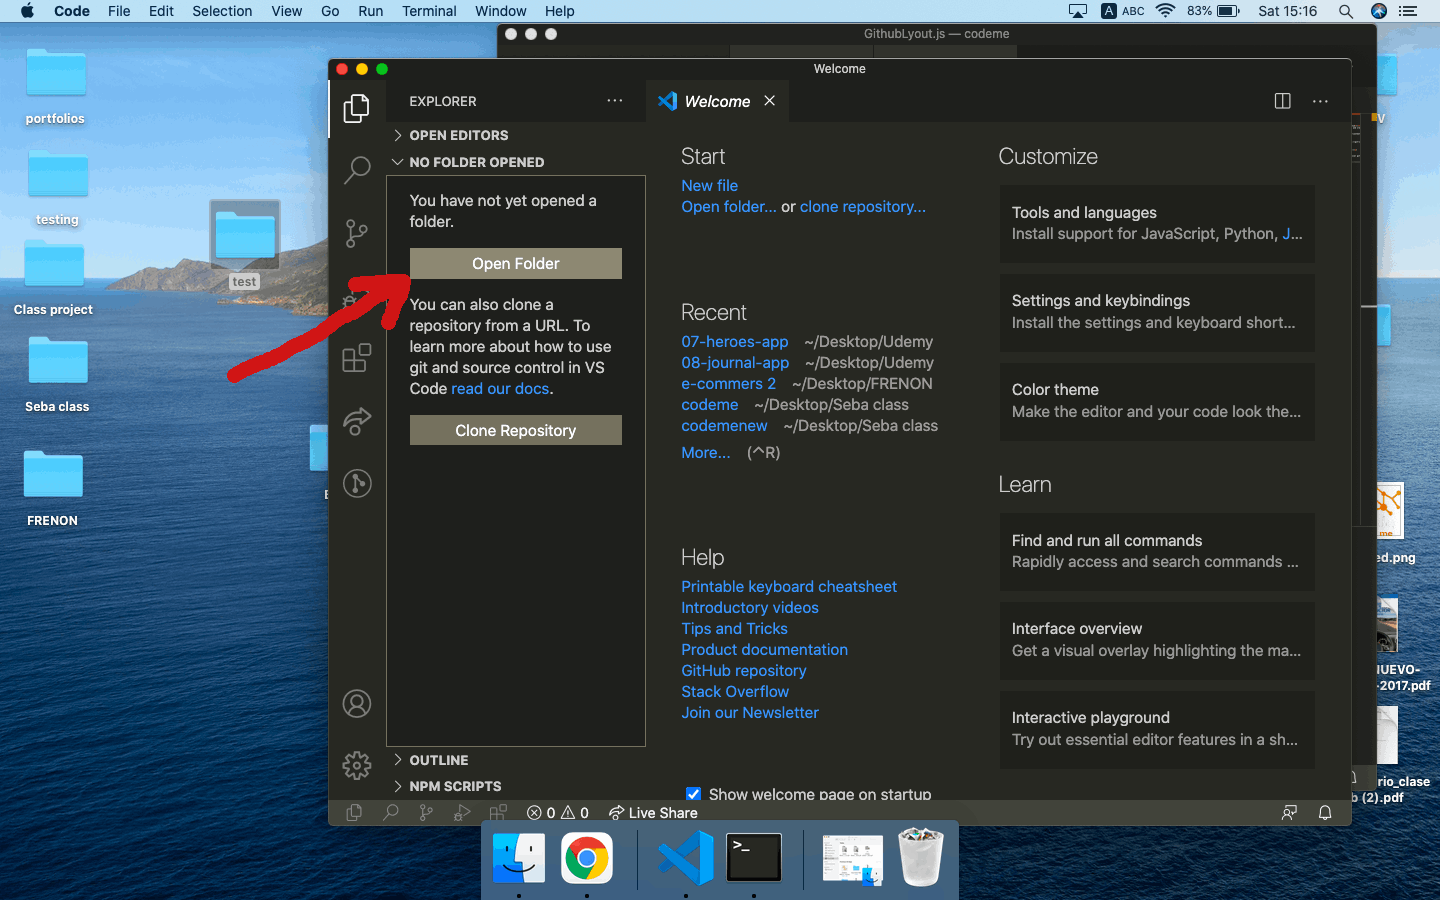 Code File Edit Selection View Go Run Terminal Window Help
A ABC 83% Sat 15:16
GithubLyout.js — codeme
Welcome
portfolios
testing
Class project
Seba class
FRENON
test
EXPLORER
OPEN EDITORS
NO FOLDER OPENED
You have not yet opened a
folder.
Open Folder
You can also clone a
repository from a URL. To
learn more about how to use
git and source control in VS
Code read our docs.
Clone Repository
OUTLINE
NPM SCRIPTS
Welcome
Start
New file
Open folder... or clone repository...
Recent
07-heroes-app ~/Desktop/Udemy
08-journal-app ~/Desktop/Udemy
e-commers 2 ~/Desktop/FRENON
codeme ~/Desktop/Seba class
codemenew ~/Desktop/Seba class
More... (^R)
Help
Printable keyboard cheatsheet
Introductory videos
Tips and Tricks
Product documentation
GitHub repository
Stack Overflow
Join our Newsletter
Show welcome page on startup
Customize
Tools and languages
Install support for JavaScript, Python, J...
Settings and keybindings
Install the settings and keyboard short...
Color theme
Make the editor and your code look the...
Learn
Find and run all commands
Rapidly access and search commands ...
Interface overview
Get a visual overlay highlighting the ma...
Interactive playground
Try out essential editor features in a sh...
0 0 Live Share
V
ed.png
NUEVO-
-2017.pdf
rio_clase
b (2).pdf
>_